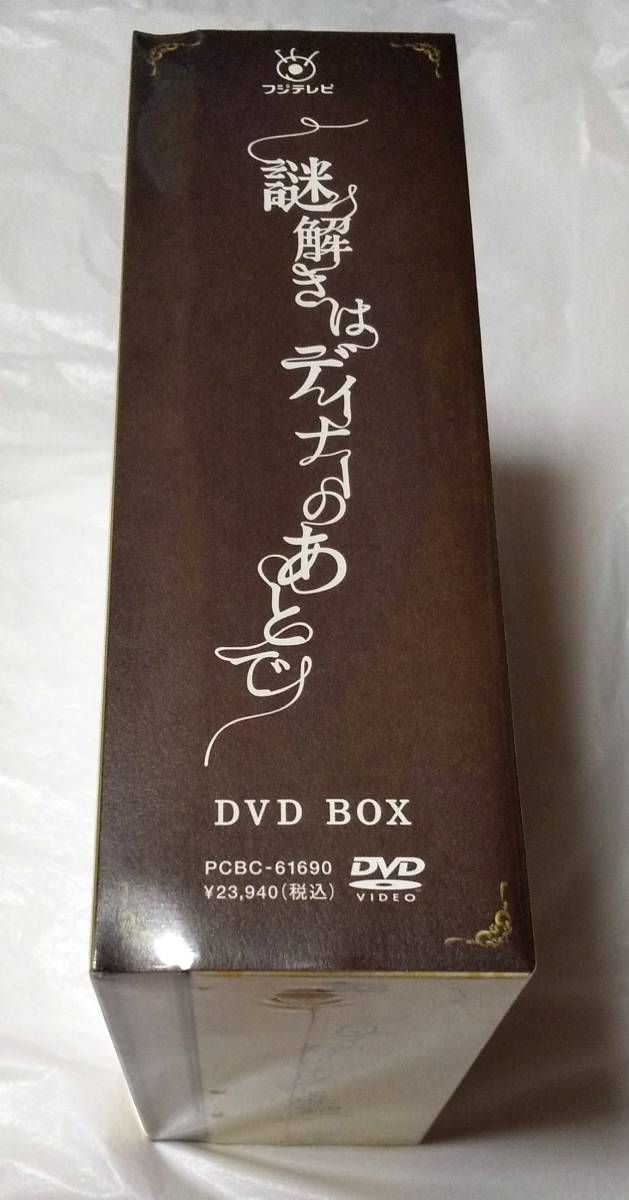 フジテレビ
謎解きはディナーのあとで
DVD BOX
PCBC-61690
¥23,940(税込)
DVD
VIDEO